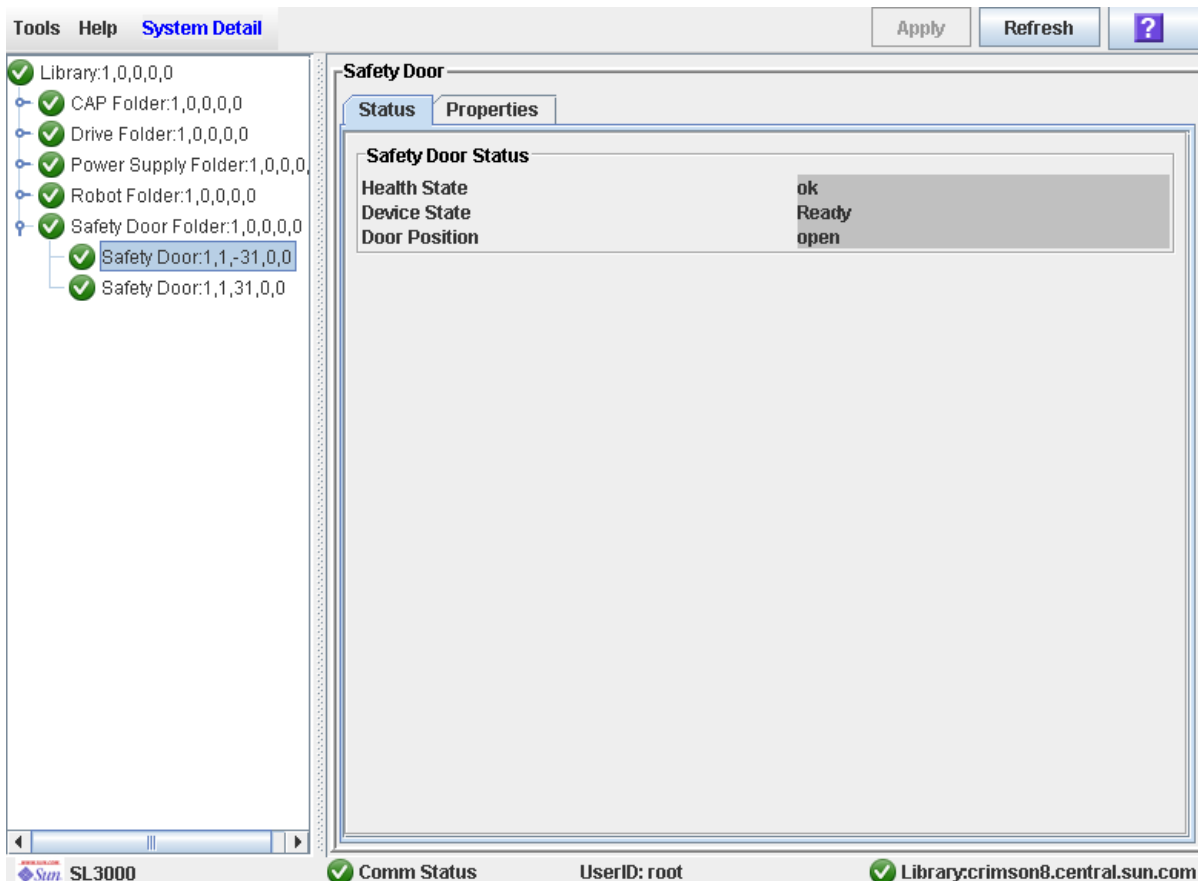 Tools Help System Detail
Apply Refresh ?
Library:1,0,0,0,0
CAP Folder:1,0,0,0,0
Drive Folder:1,0,0,0,0
Power Supply Folder:1,0,0,0,
Robot Folder:1,0,0,0,0
Safety Door Folder:1,0,0,0,0
Safety Door:1,1,-31,0,0
Safety Door:1,1,31,0,0
Safety Door
Status Properties
Safety Door Status
Health State ok
Device State Ready
Door Position open
www.sun.com
Sun SL3000 Comm Status UserID: root Library:crimson8.central.sun.com